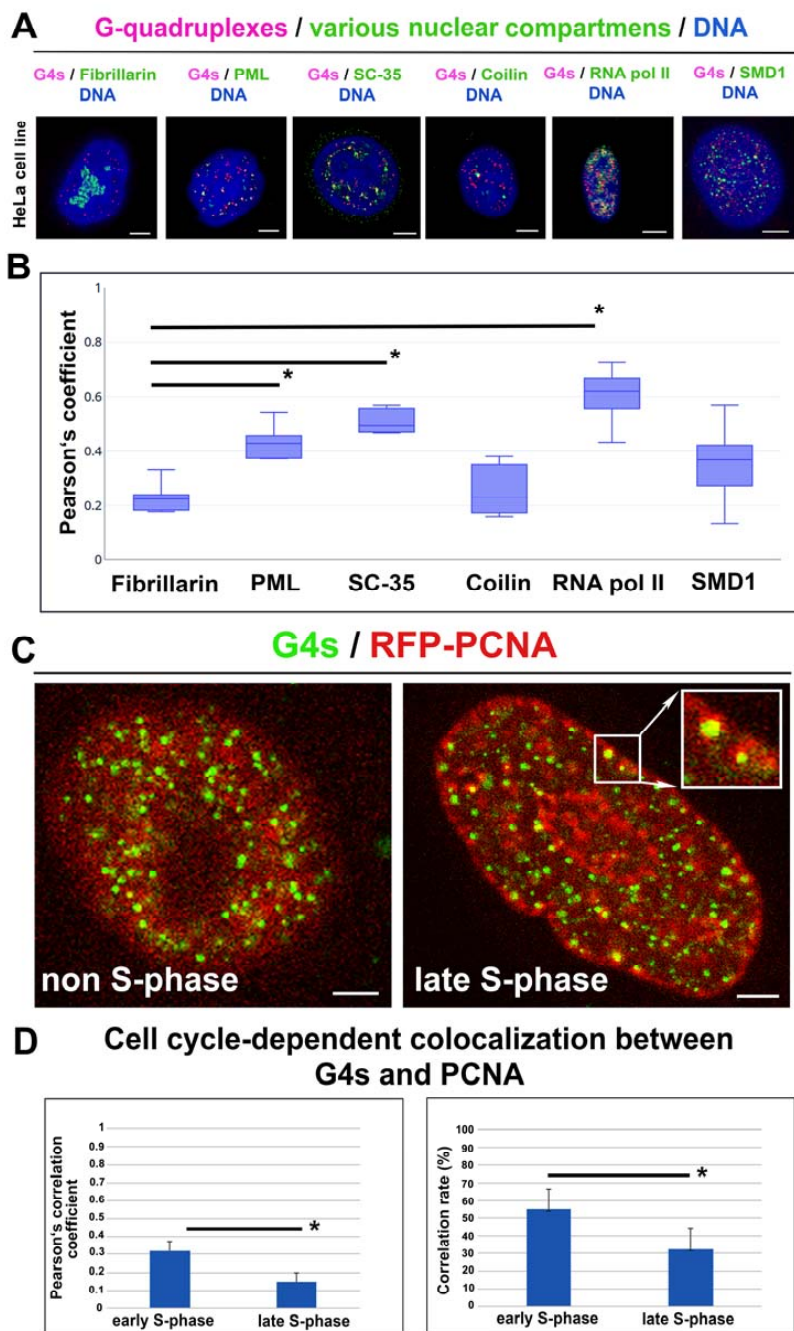 A
G-quadruplexes / various nuclear compartmens / DNA
G4s / Fibrillarin
DNA
G4s / PML
DNA
G4s / SC-35
DNA
G4s / Coilin
DNA
G4s / RNA pol II
DNA
G4s / SMD1
DNA
HeLa cell line
B
Pearson‘s coefficient
1
0.8
0.6
0.4
0.2
0
*
*
*
Fibrillarin PML SC-35 Coilin RNA pol II SMD1
C
G4s / RFP-PCNA
non S-phase
late S-phase
D
Cell cycle-dependent colocalization between
G4s and PCNA
Pearson‘s correlation
coefficient
1
0.9
0.8
0.7
0.6
0.5
0.4
0.3
0.2
0.1
0
*
early S-phase late S-phase
Correlation rate (%)
100
90
80
70
60
50
40
30
20
10
0
*
early S-phase late S-phase